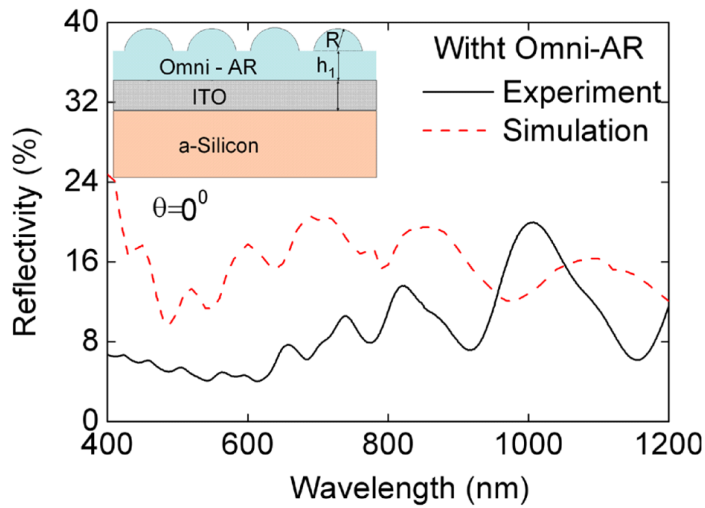 40
32
24
16
8
0
Reflectivity (%)
R
Omni - AR
h₁
ITO
a-Silicon
θ=0⁰
Witht Omni-AR
Experiment
Simulation
400
600
800
1000
1200
Wavelength (nm)